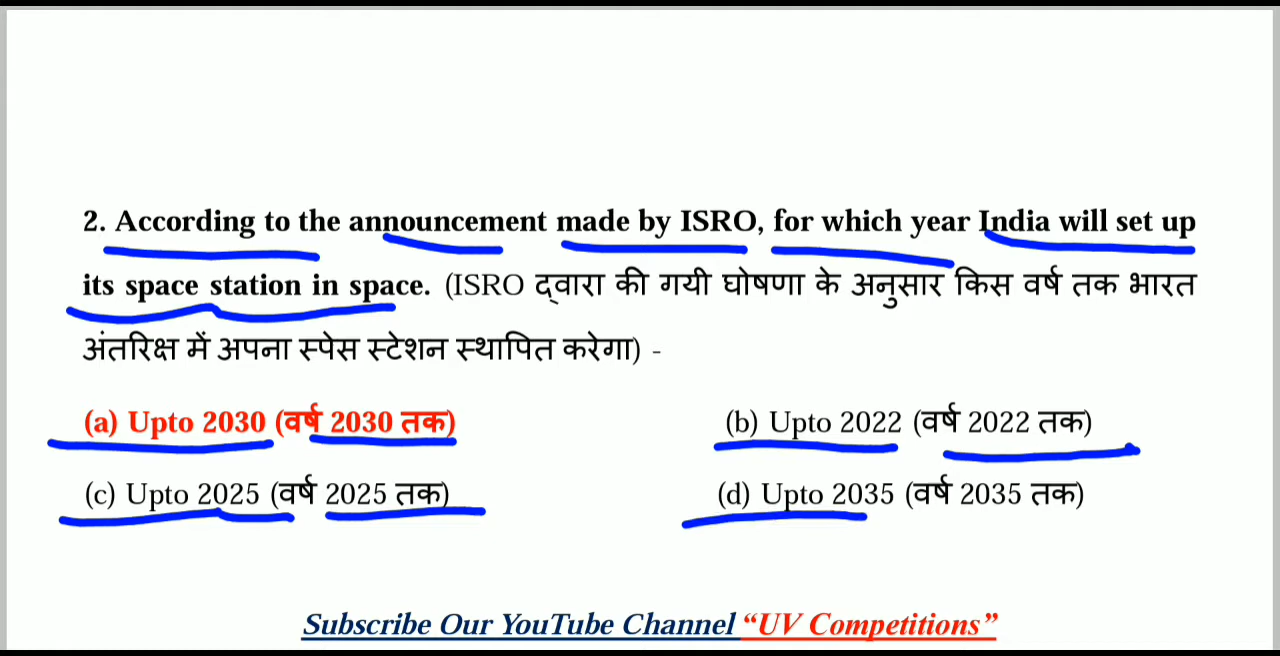 2. According to the announcement made by ISRO, for which year India will set up
its space station in space. (ISRO द्वारा की गयी घोषणा के अनुसार किस वर्ष तक भारत
अंतरिक्ष में अपना स्पेस स्टेशन स्थापित करेगा) -
(a) Upto 2030 (वर्ष 2030 तक) (b) Upto 2022 (वर्ष 2022 तक)
(c) Upto 2025 (वर्ष 2025 तक) (d) Upto 2035 (वर्ष 2035 तक)
Subscribe Our YouTube Channel “UV Competitions”